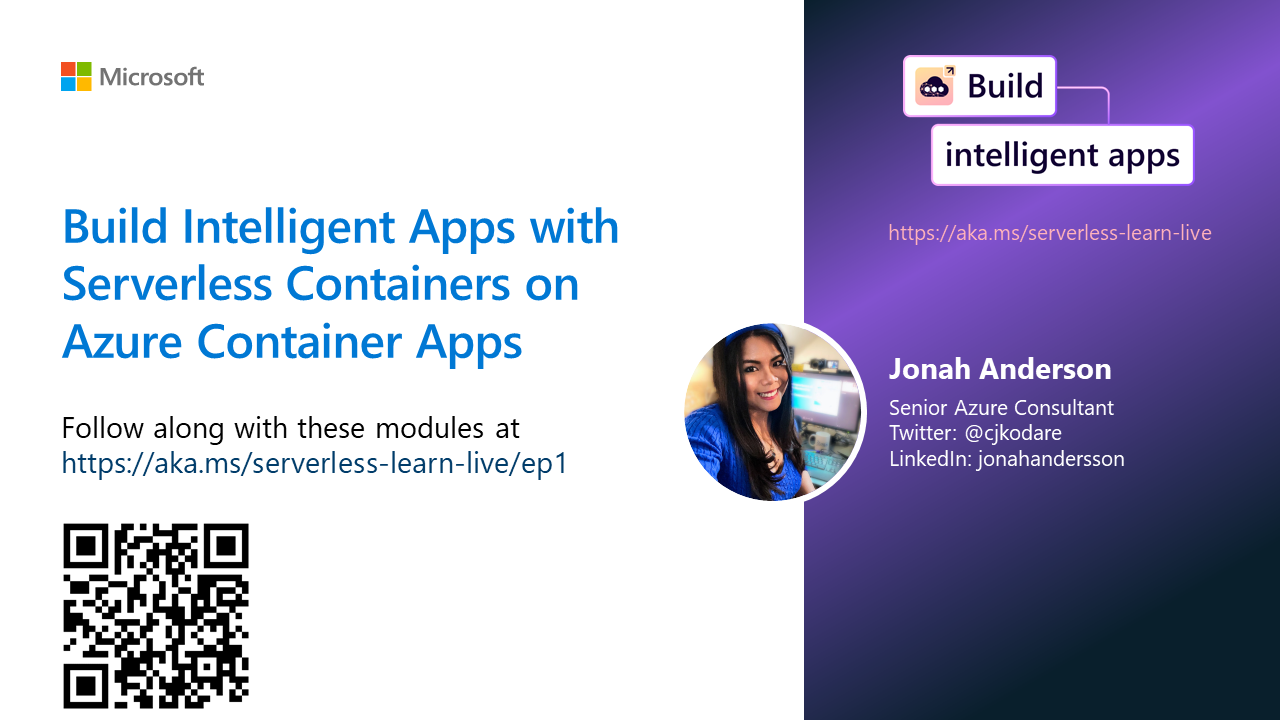 Microsoft
Build Intelligent Apps with
Serverless Containers on
Azure Container Apps
Follow along with these modules at
https://aka.ms/serverless-learn-live/ep1
Build
intelligent apps
https://aka.ms/serverless-learn-live
Jonah Anderson
Senior Azure Consultant
Twitter: @cjkodare
LinkedIn: jonahandersson